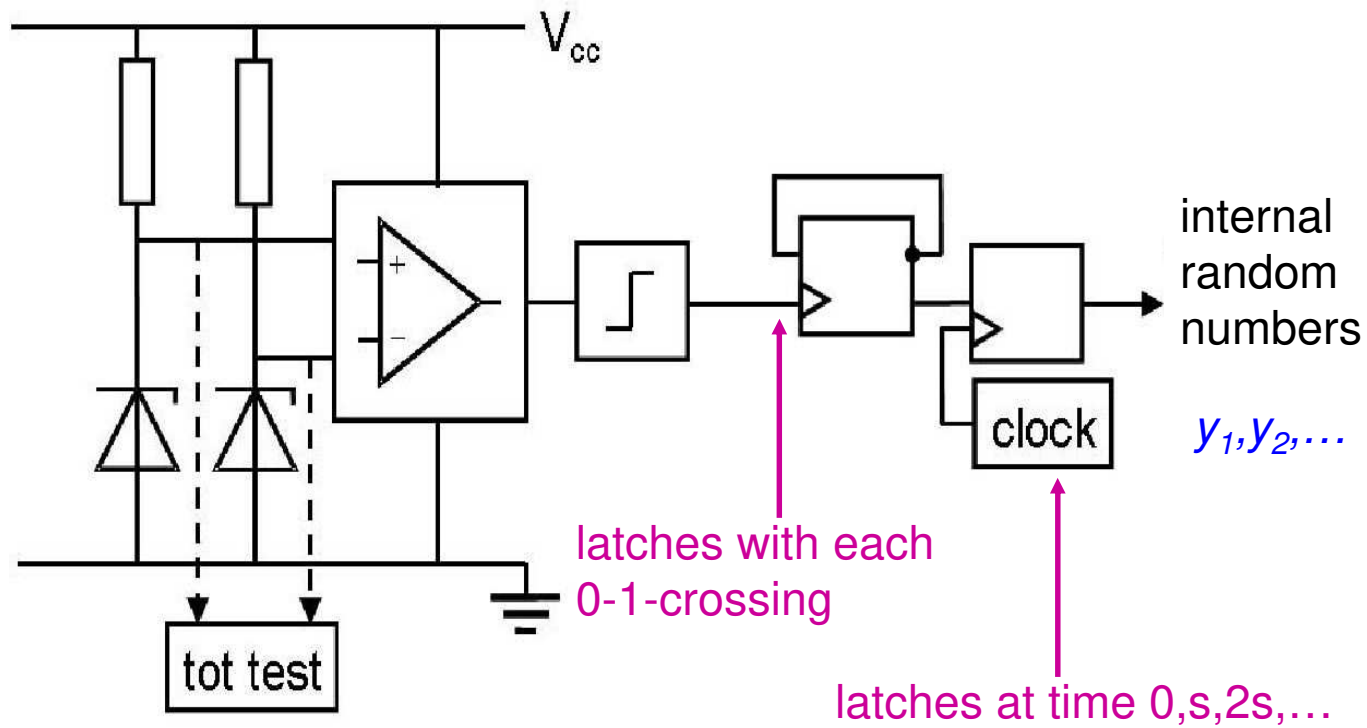 Vcc
+
−
internal
random
numbers
clock
y1,y2,…
latches with each
0-1-crossing
tot test
latches at time 0,s,2s,…